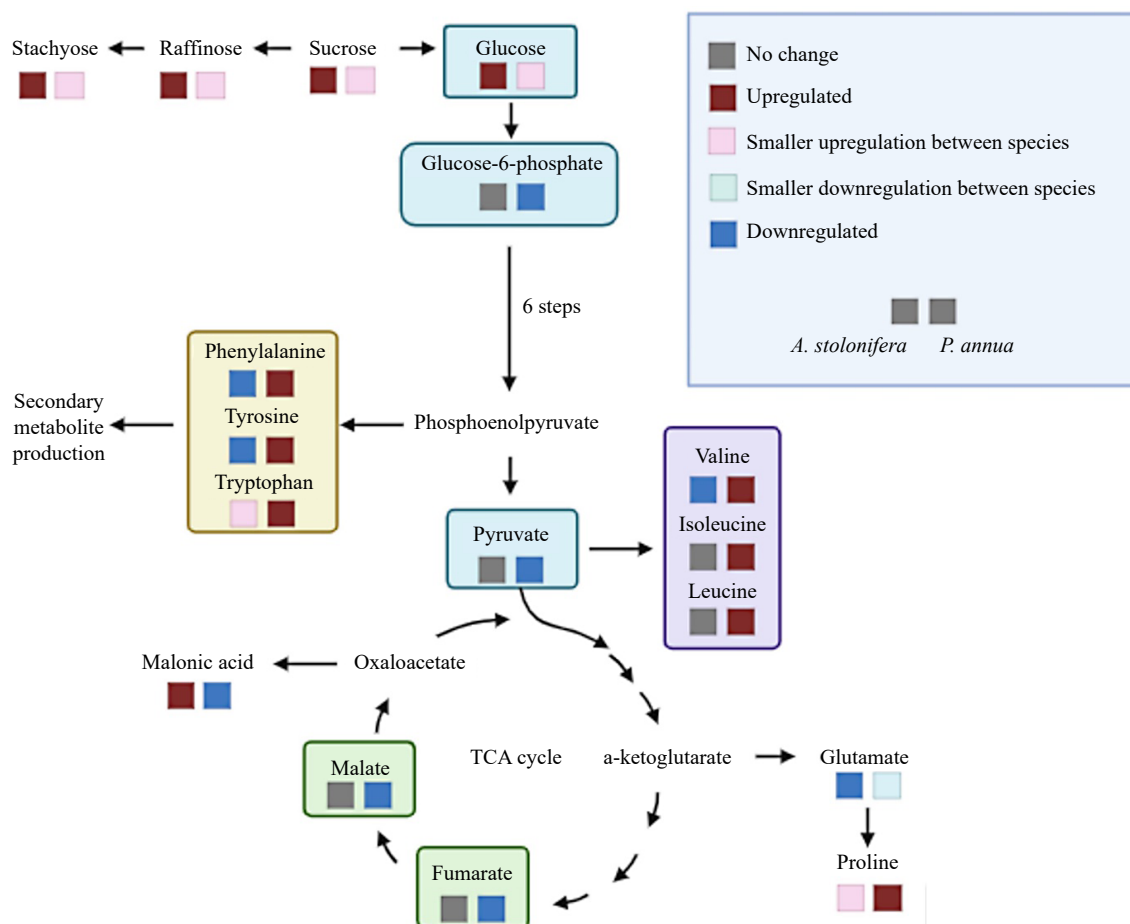 Stachyose
Raffinose
Sucrose
Glucose
Glucose-6-phosphate
6 steps
No change
Upregulated
Smaller upregulation between species
Smaller downregulation between species
Downregulated
A. stolonifera P. annua
Phenylalanine
Tyrosine
Tryptophan
Secondary
metabolite
production
Phosphoenolpyruvate
Valine
Isoleucine
Leucine
Pyruvate
Malonic acid
Oxaloacetate
Malate
TCA cycle
a-ketoglutarate
Glutamate
Fumarate
Proline